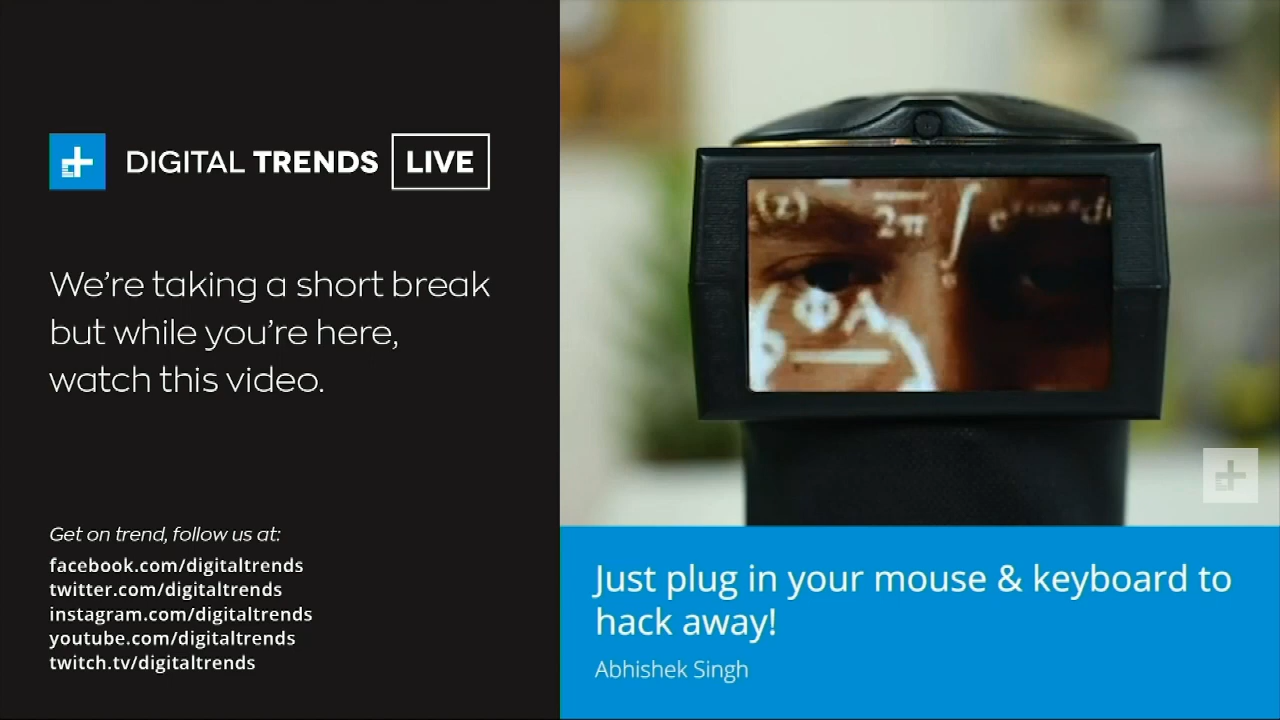 DIGITAL TRENDS LIVE
We're taking a short break
but while you're here,
watch this video.
Get on trend, follow us at:
facebook.com/digitaltrends
twitter.com/digitaltrends
instagram.com/digitaltrends
youtube.com/digitaltrends
twitch.tv/digitaltrends
(z)
2π
∫
ΦΛ
Just plug in your mouse & keyboard to
hack away!
Abhishek Singh